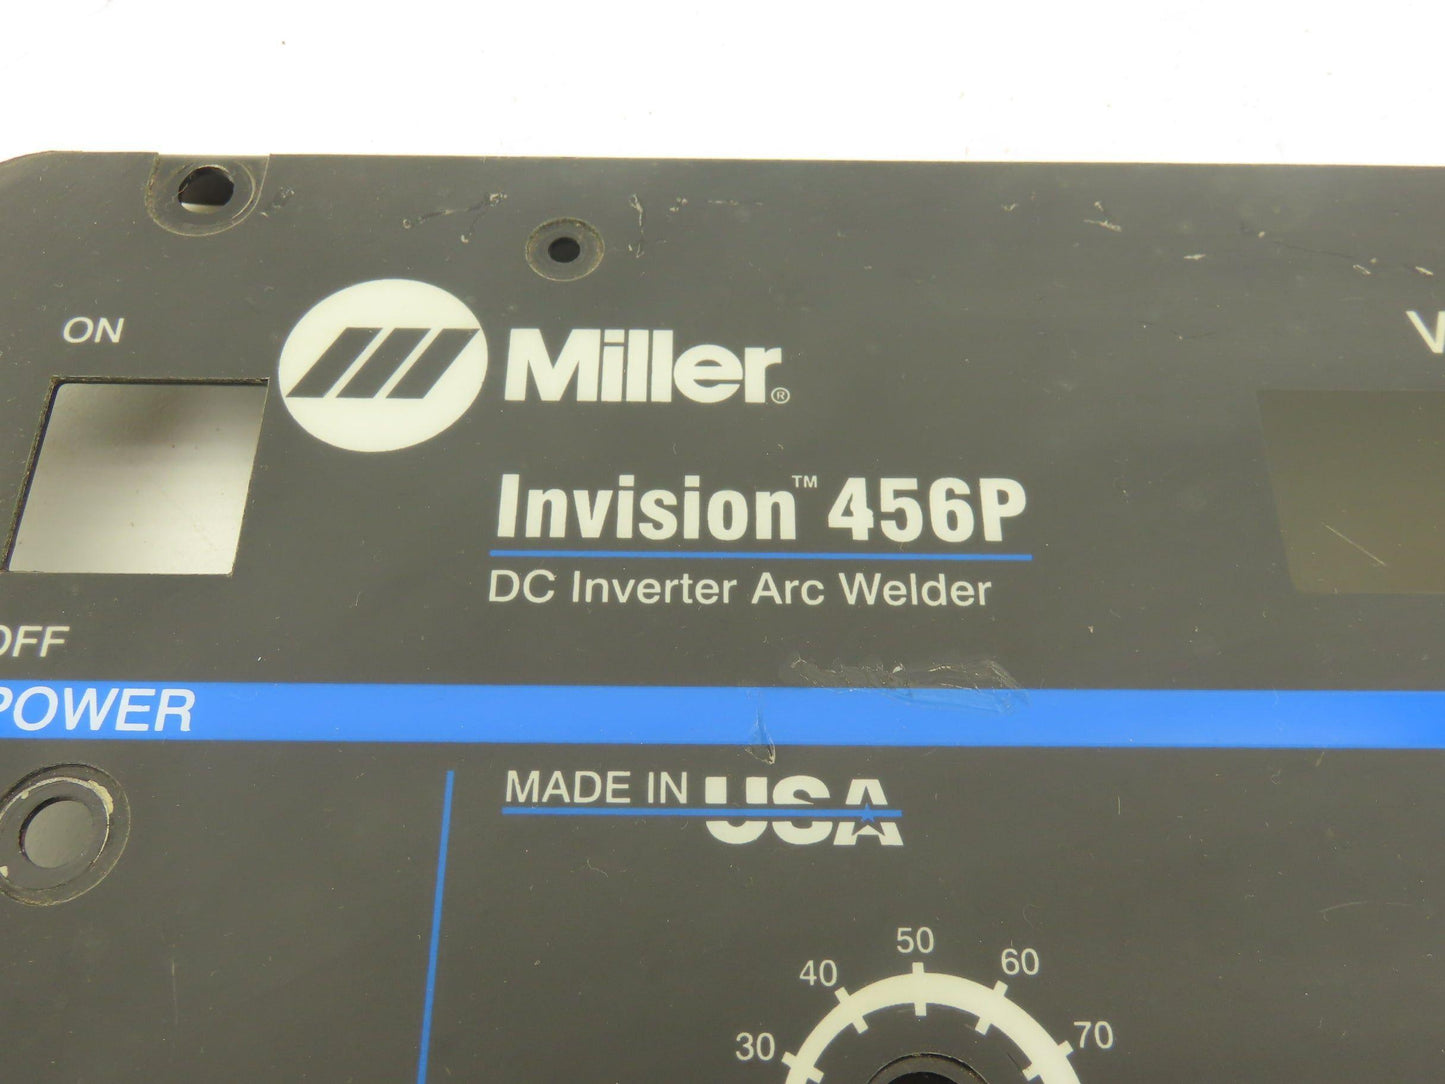 ON
Miller®
Invision™ 456P
DC Inverter Arc Welder
OFF
POWER
MADE IN USA
30
40
50
60
70